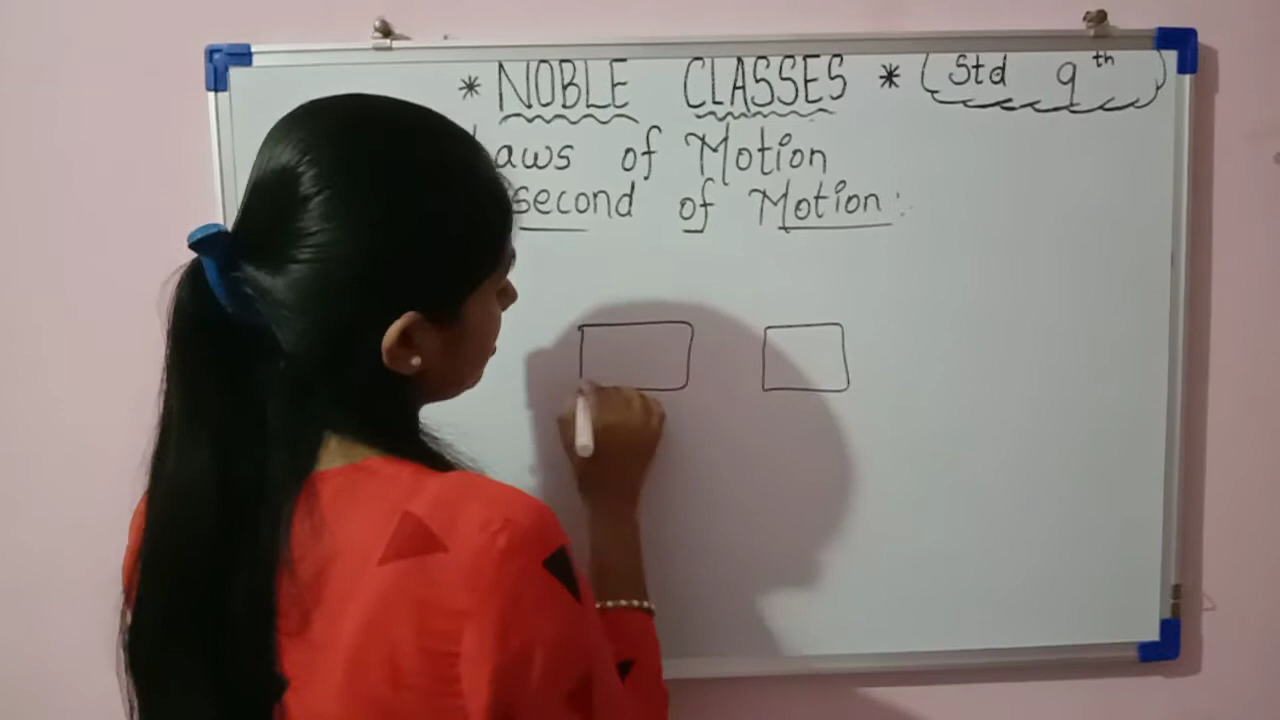 * NOBLE CLASSES * (Std 9th)
Laws of Motion
second of Motion: